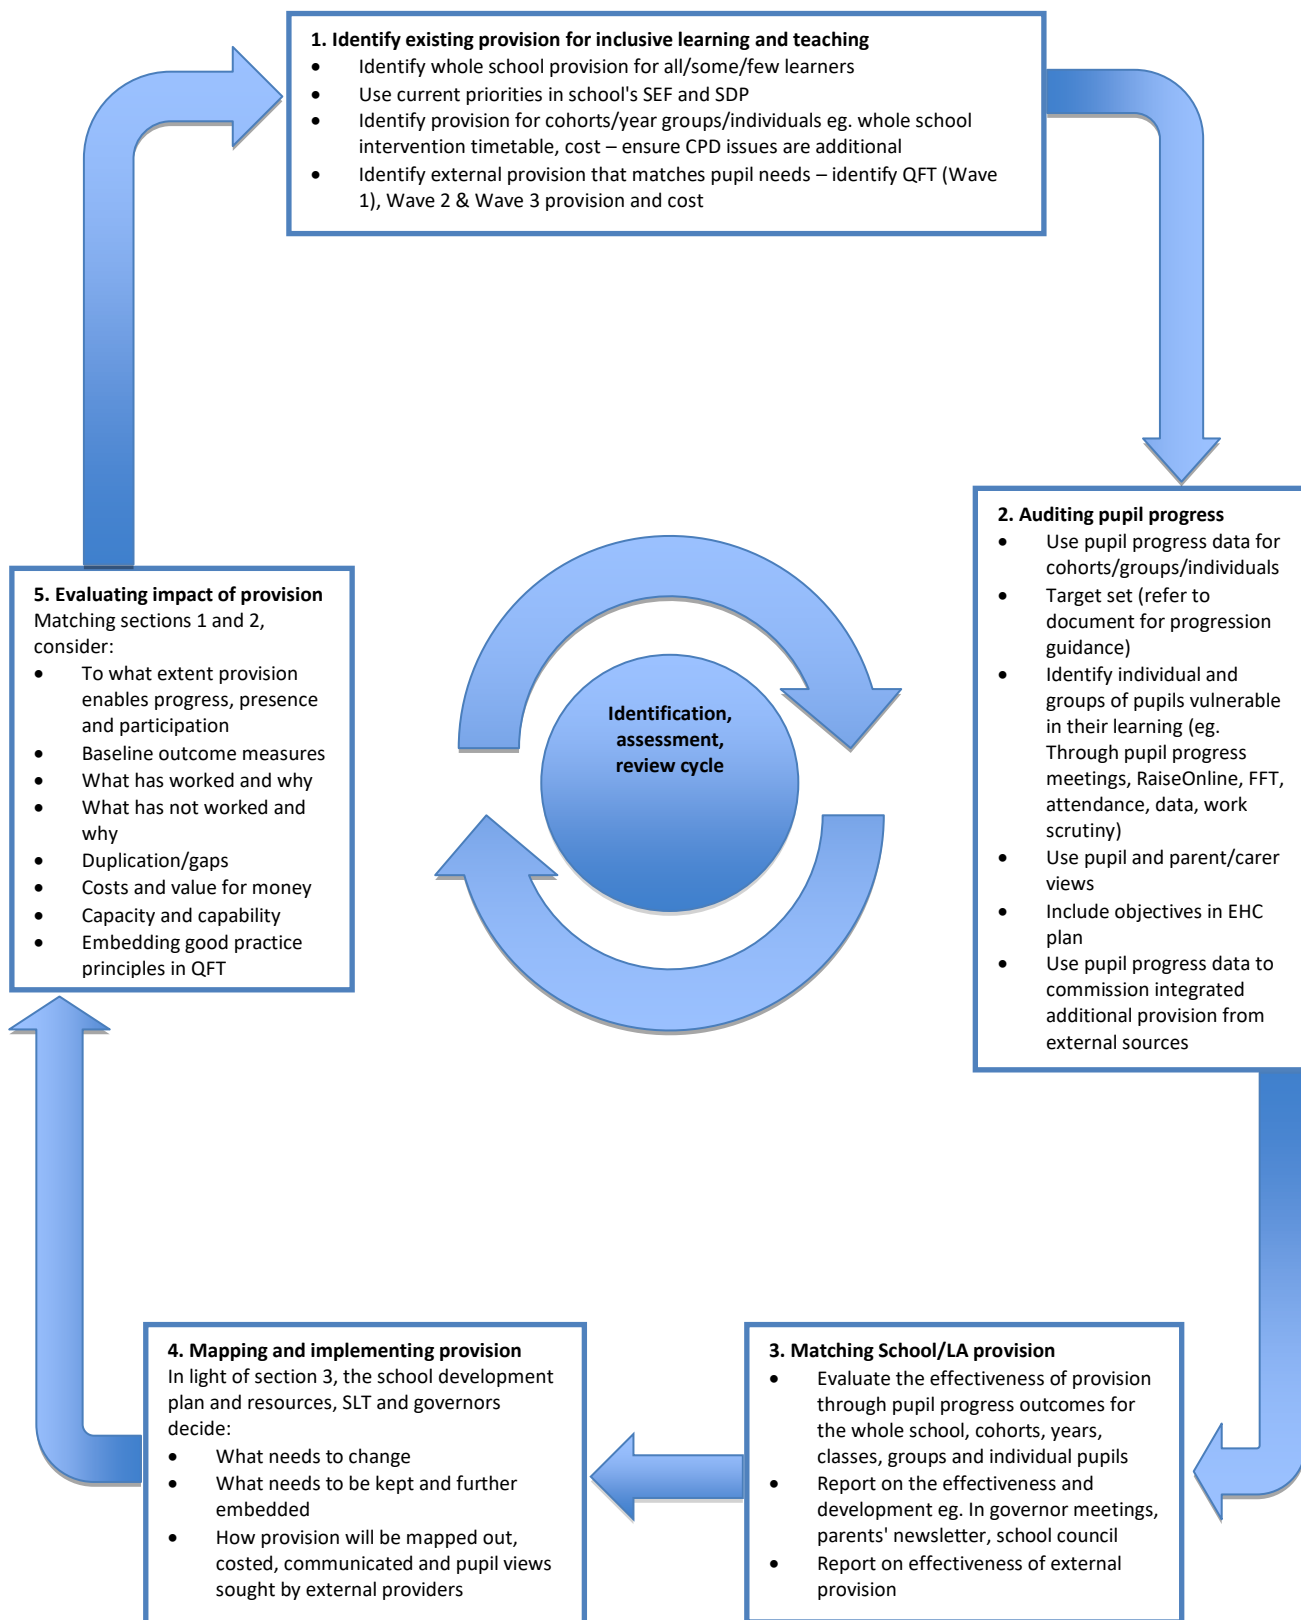 1. Identify existing provision for inclusive learning and teaching
• Identify whole school provision for all/some/few learners
• Use current priorities in school's SEF and SDP
• Identify provision for cohorts/year groups/individuals eg. whole school
intervention timetable, cost – ensure CPD issues are additional
• Identify external provision that matches pupil needs – identify QFT (Wave
1), Wave 2 & Wave 3 provision and cost
2. Auditing pupil progress
• Use pupil progress data for
cohorts/groups/individuals
• Target set (refer to
document for progression
guidance)
• Identify individual and
groups of pupils vulnerable
in their learning (eg.
Through pupil progress
meetings, RaiseOnline, FFT,
attendance, data, work
scrutiny)
• Use pupil and parent/carer
views
• Include objectives in EHC
plan
• Use pupil progress data to
commission integrated
additional provision from
external sources
3. Matching School/LA provision
• Evaluate the effectiveness of provision
through pupil progress outcomes for
the whole school, cohorts, years,
classes, groups and individual pupils
• Report on the effectiveness and
development eg. In governor meetings,
parents' newsletter, school council
• Report on effectiveness of external
provision
4. Mapping and implementing provision
In light of section 3, the school development
plan and resources, SLT and governors
decide:
• What needs to change
• What needs to be kept and further
embedded
• How provision will be mapped out,
costed, communicated and pupil views
sought by external providers
5. Evaluating impact of provision
Matching sections 1 and 2,
consider:
• To what extent provision
enables progress, presence
and participation
• Baseline outcome measures
• What has worked and why
• What has not worked and
why
• Duplication/gaps
• Costs and value for money
• Capacity and capability
• Embedding good practice
principles in QFT
Identification,
assessment,
review cycle